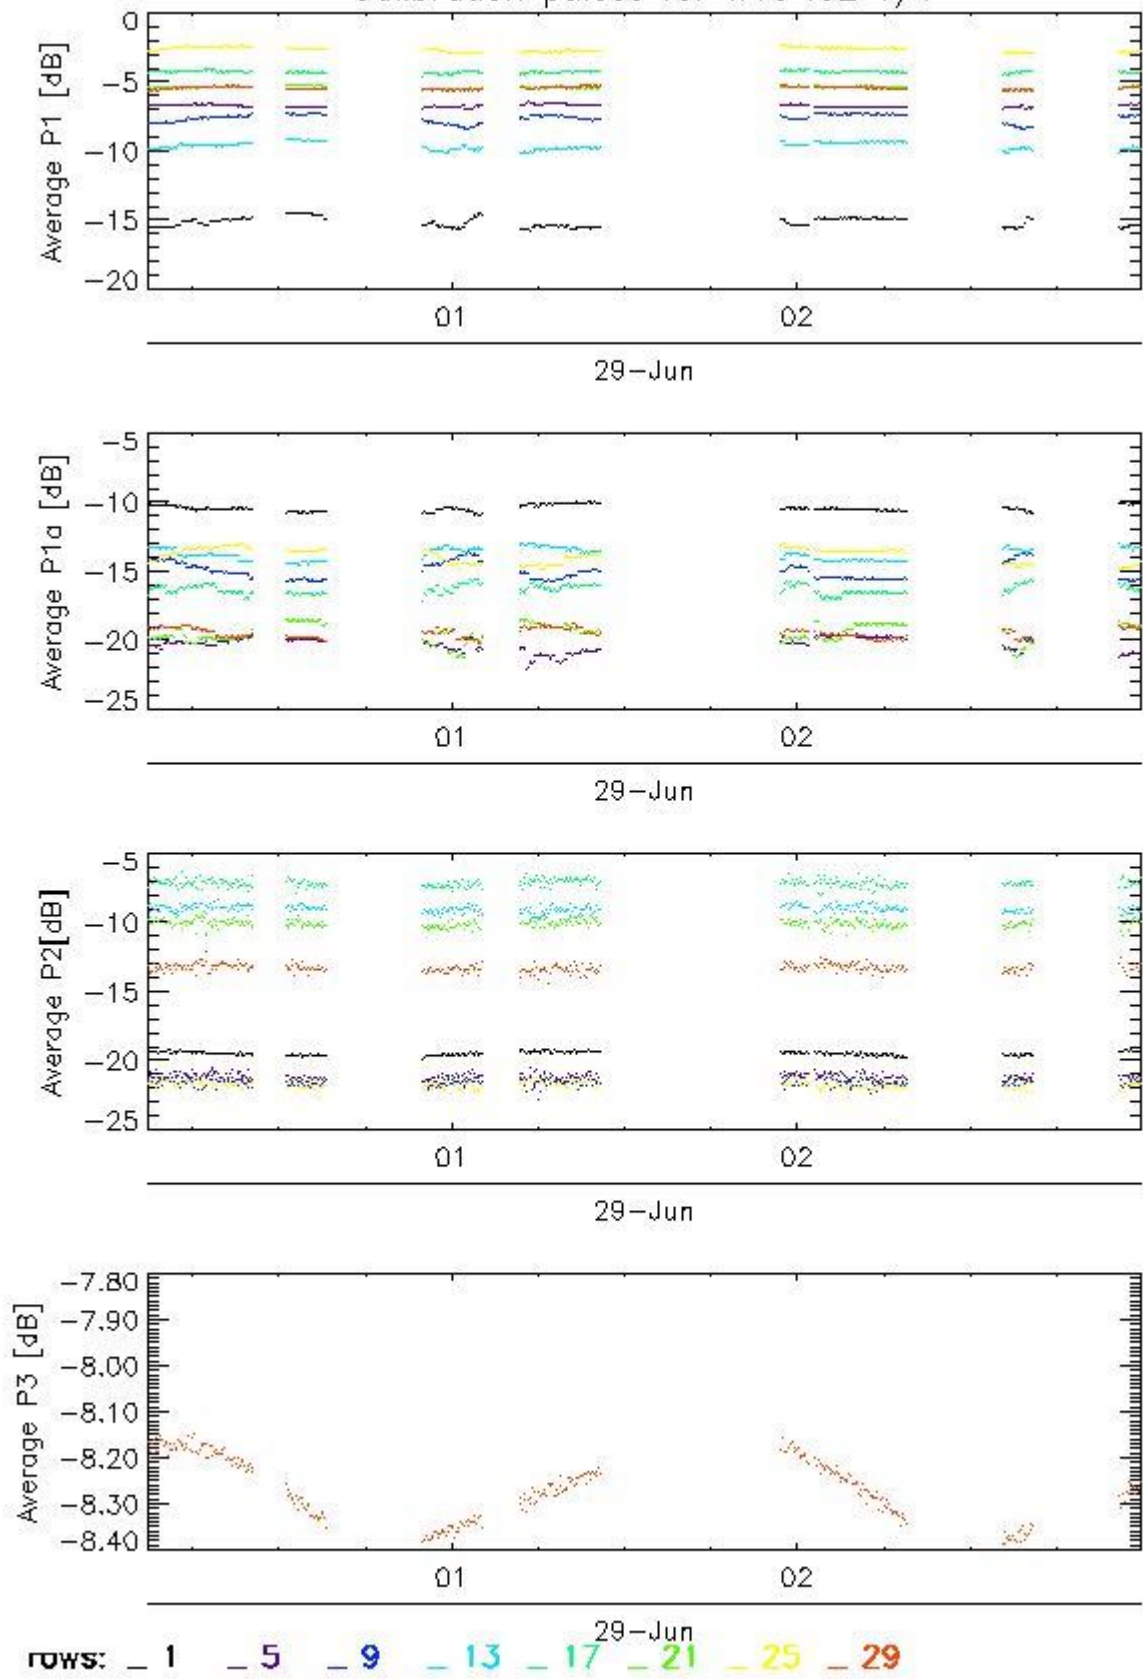 0
−5
−10
−15
−20
Average P1 [dB]
01 02
29−Jun
−5
−10
−15
−20
−25
Average P1a [dB]
01 02
29−Jun
−5
−10
−15
−20
−25
Average P2[dB]
01 02
29−Jun
−7.80
−7.90
−8.00
−8.10
−8.20
−8.30
−8.40
Average P3 [dB]
01 02
29−Jun
rows: _ 1 _ 5 _ 9 _ 13 _ 17 _ 21 _ 25 _ 29